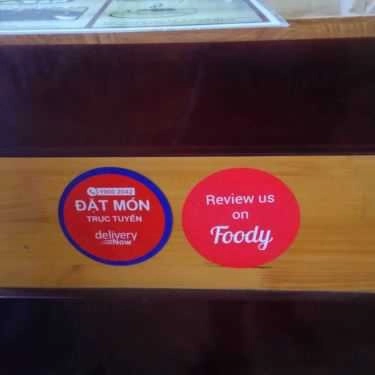 1900 2042
ĐẶT MÓN
TRỰC TUYẾN
delivery
Now
Review us
on
Foody